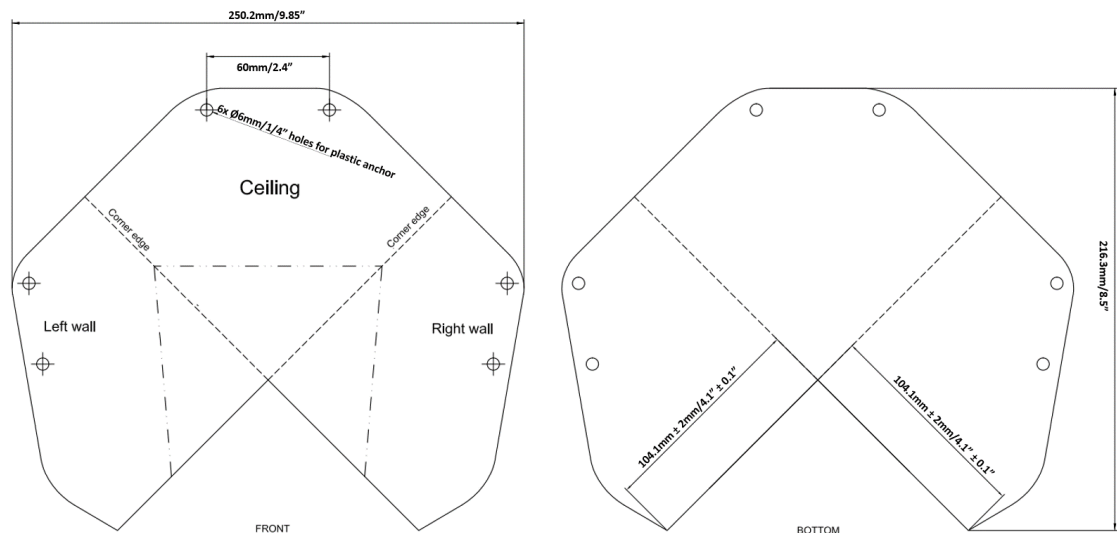 250.2mm/9.85”
60mm/2.4”
6x Ø6mm/1/4” holes for plastic anchor
Ceiling
Corner edge
Corner edge
Left wall
Right wall
FRONT
216.3mm/8.5”
104.1mm ± 2mm/4.1” ± 0.1”
104.1mm ± 2mm/4.1” ± 0.1”
BOTTOM